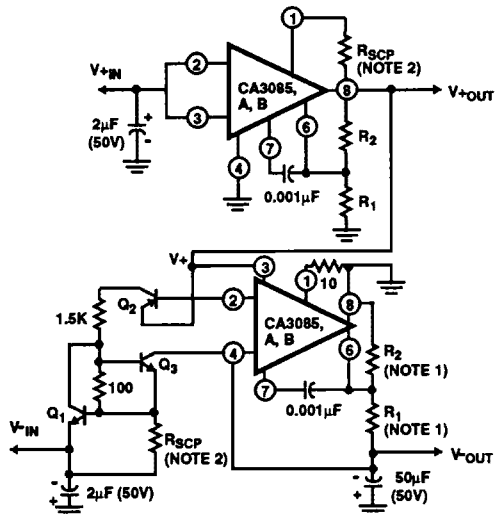 1
RSCP
(NOTE 2)
V+IN
2
CA3085,
A, B
8
V+OUT
3
+
2μF
(50V)
-
6
R2
7
4
0.001μF
R1
V+
3
1
10
Q2
2
8
1.5K
CA3085,
A, B
Q3
4
6
R2
(NOTE 1)
100
7
Q1
0.001μF
R1
(NOTE 1)
V-IN
RSCP
(NOTE 2)
V-OUT
-
+
2μF (50V)
-
+
50μF
(50V)